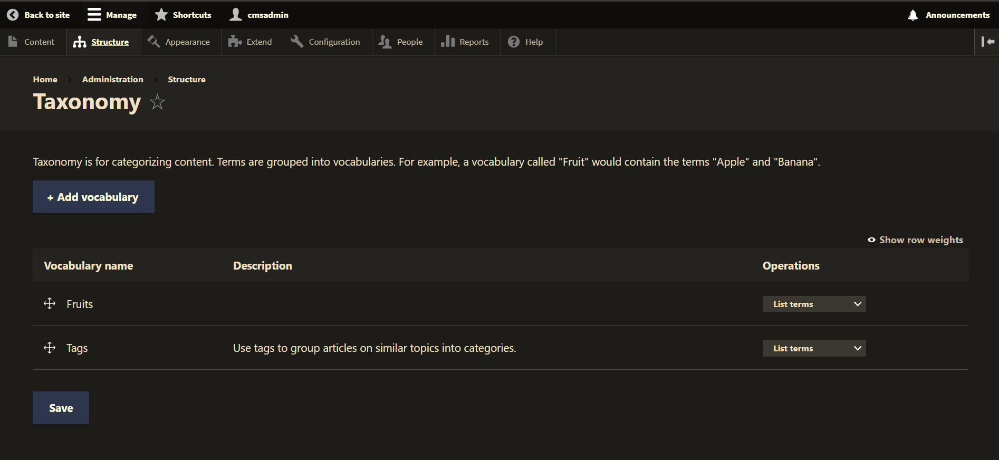 Back to site Manage Shortcuts cmsadmin Announcements
Content Structure Appearance Extend Configuration People Reports Help
Home Administration Structure
Taxonomy
Taxonomy is for categorizing content. Terms are grouped into vocabularies. For example, a vocabulary called "Fruit" would contain the terms "Apple" and "Banana".
+ Add vocabulary
Show row weights
Vocabulary name Description Operations
Fruits List terms
Tags Use tags to group articles on similar topics into categories. List terms
Save